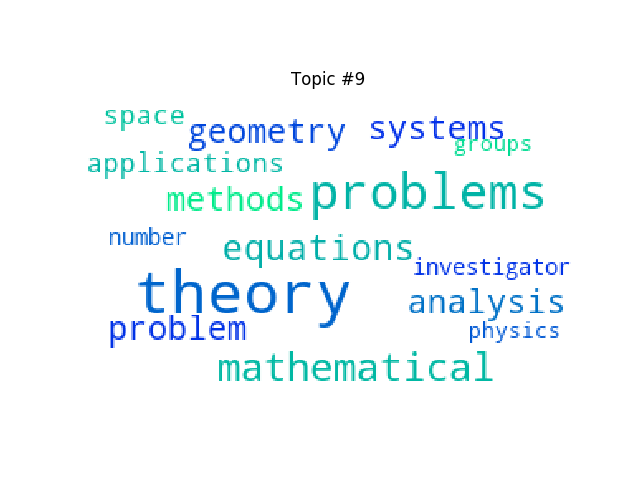 Topic #9
space
geometry
systems
groups
applications
methods
problems
number
equations
investigator
theory
analysis
problem
physics
mathematical